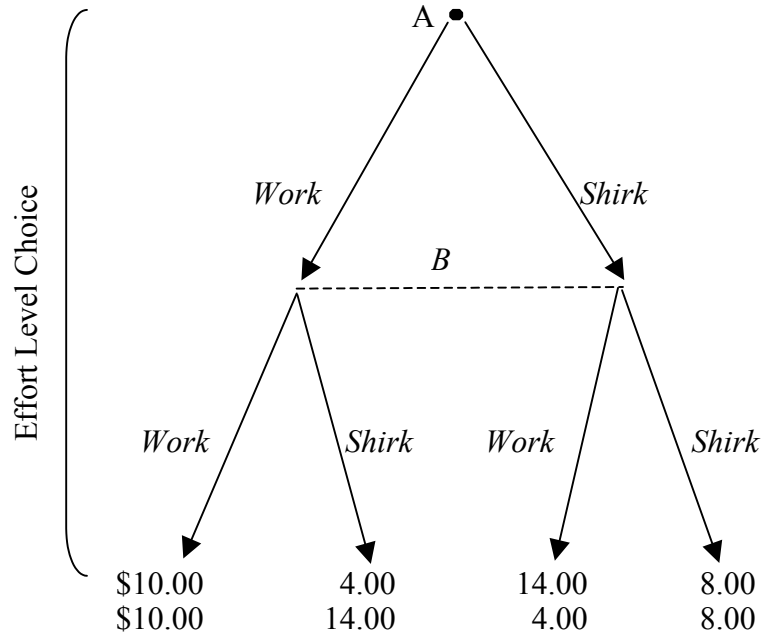 A
Effort Level Choice
Work Shirk
B
Work Shirk Work Shirk
$10.00 4.00 14.00 8.00
$10.00 14.00 4.00 8.00